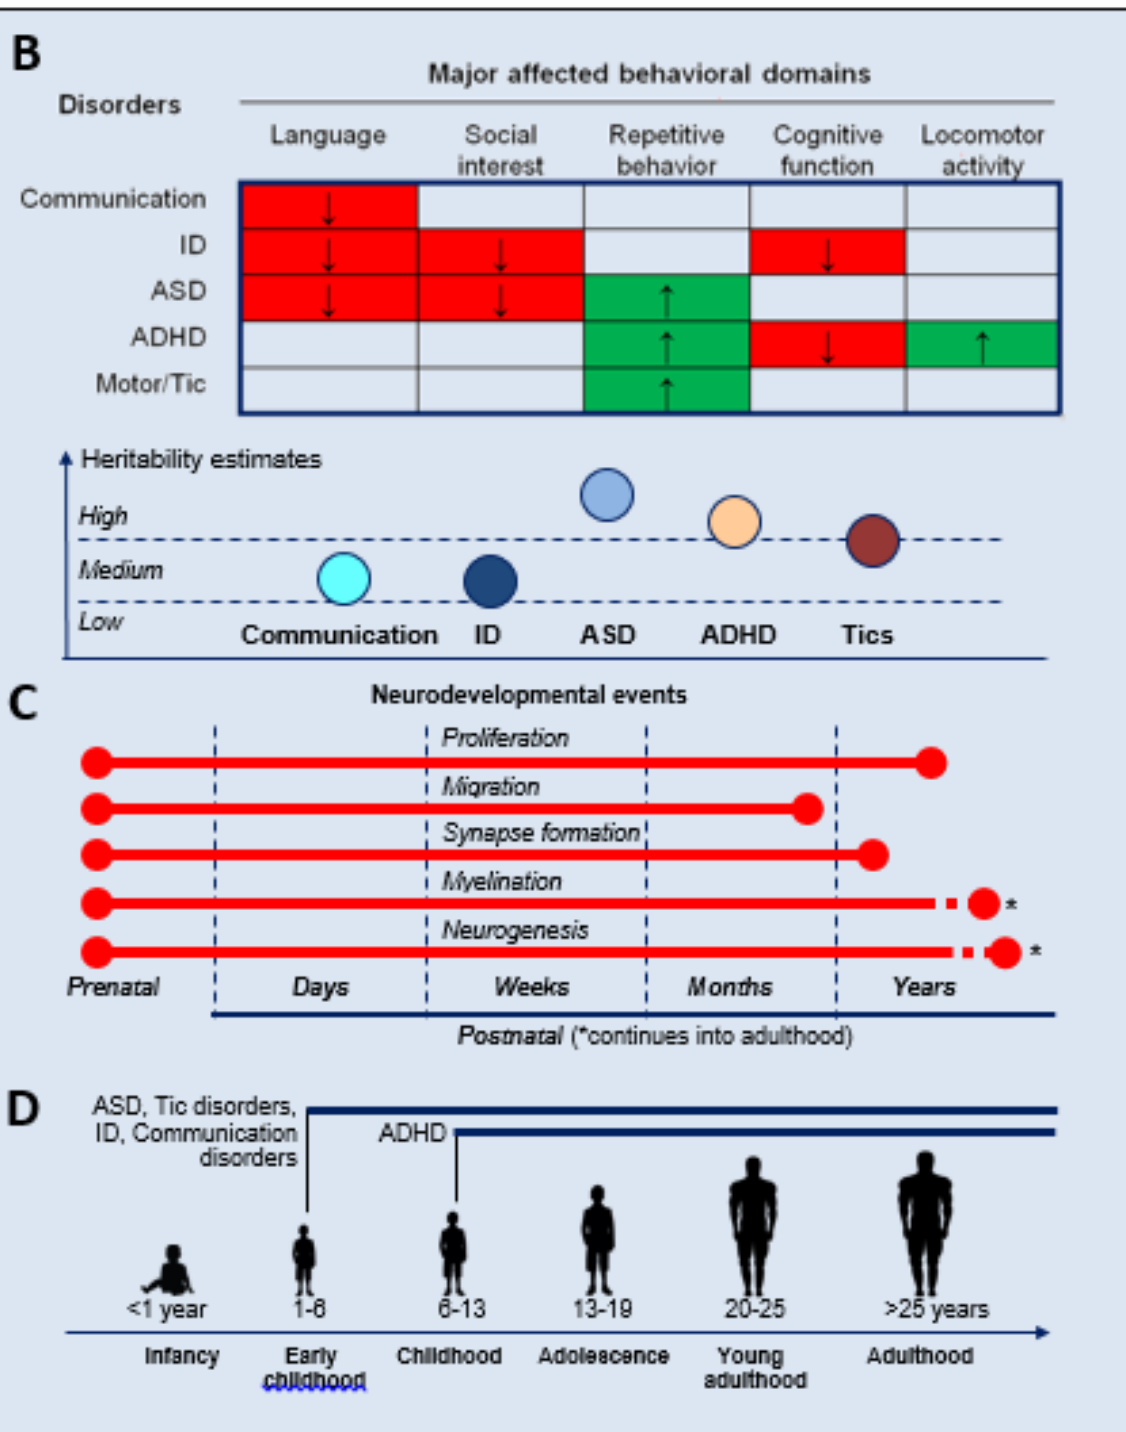 B
Major affected behavioral domains
Disorders
Language
Social
interest
Repetitive
behavior
Cognitive
function
Locomotor
activity
Communication ↓
ID ↓ ↓ ↓
ASD ↓ ↓ ↑
ADHD ↑ ↓ ↑
Motor/Tic ↑
Heritability estimates
High
Medium
Low
Communication ID ASD ADHD Tics
C
Neurodevelopmental events
Proliferation
Migration
Synapse formation
Myelination
*
Neurogenesis
*
Prenatal Days Weeks Months Years
Postnatal (*continues into adulthood)
D
ASD, Tic disorders,
ID, Communication
disorders
ADHD
<1 year 1-6 6-13 13-19 20-25 >25 years
Infancy
Early
childhood
Childhood
Adolescence
Young
adulthood
Adulthood